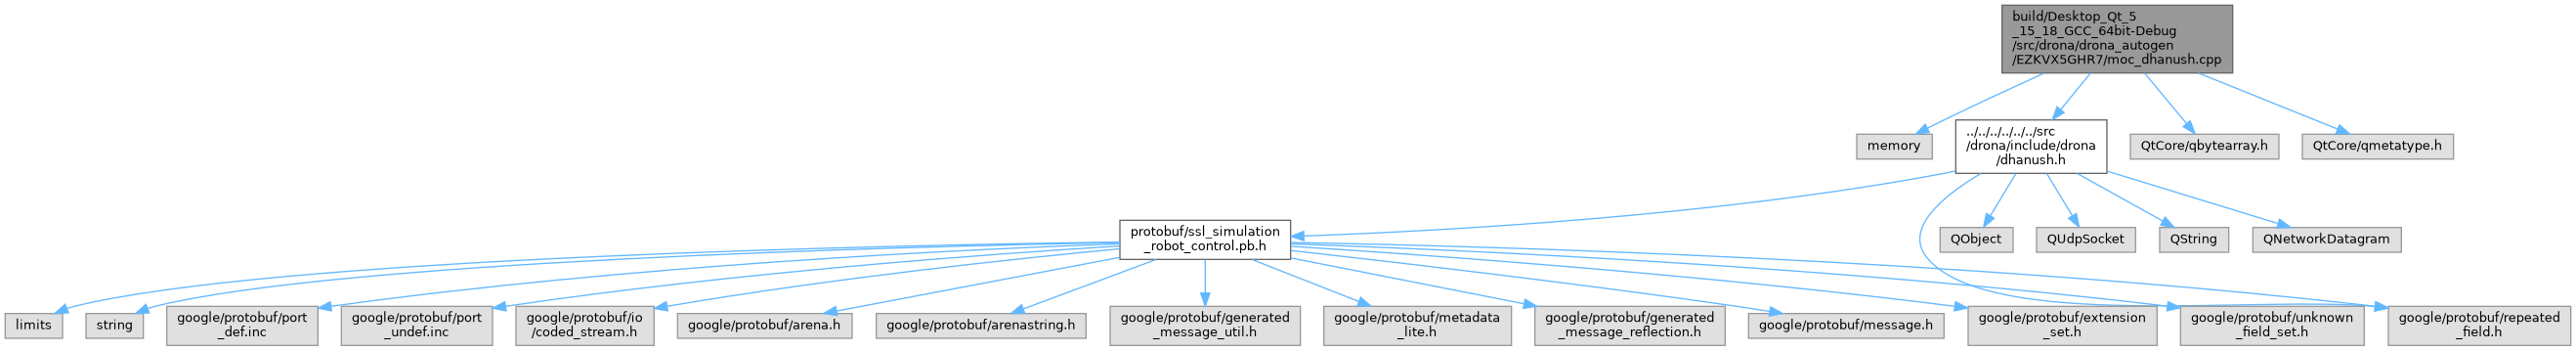 build/Desktop_Qt_5
_15_18_GCC_64bit-Debug
/src/drona/drona_autogen
/EZKVX5GHR7/moc_dhanush.cpp
memory
../../../../../../src
/drona/include/drona
/dhanush.h
QtCore/qbytearray.h
QtCore/qmetatype.h
protobuf/ssl_simulation
_robot_control.pb.h
QObject
QUdpSocket
QString
QNetworkDatagram
limits
string
google/protobuf/port
_def.inc
google/protobuf/port
_undef.inc
google/protobuf/io
/coded_stream.h
google/protobuf/arena.h
google/protobuf/arenastring.h
google/protobuf/generated
_message_util.h
google/protobuf/metadata
_lite.h
google/protobuf/generated
_message_reflection.h
google/protobuf/message.h
google/protobuf/extension
_set.h
google/protobuf/unknown
_field_set.h
google/protobuf/repeated
_field.h